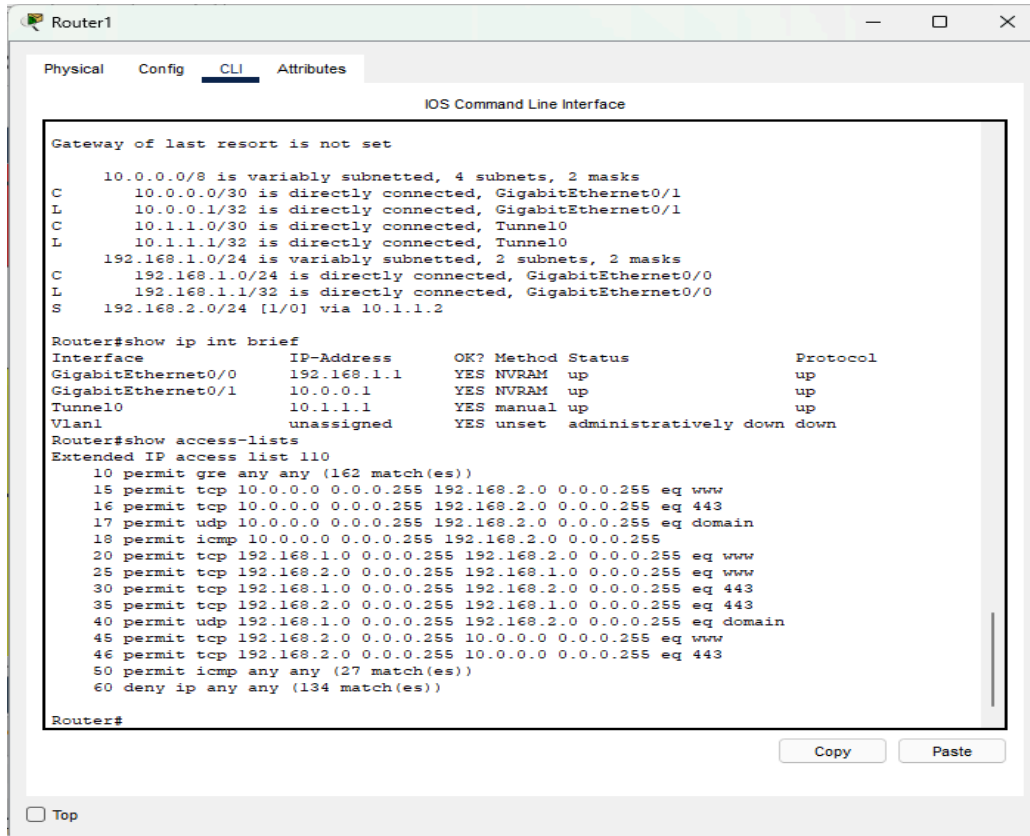 Router1
Physical Config CLI Attributes
IOS Command Line Interface
Gateway of last resort is not set
10.0.0.0/8 is variably subnetted, 4 subnets, 2 masks
C 10.0.0.0/30 is directly connected, GigabitEthernet0/1
L 10.0.0.1/32 is directly connected, GigabitEthernet0/1
C 10.1.1.0/30 is directly connected, Tunnel0
L 10.1.1.1/32 is directly connected, Tunnel0
192.168.1.0/24 is variably subnetted, 2 subnets, 2 masks
C 192.168.1.0/24 is directly connected, GigabitEthernet0/0
L 192.168.1.1/32 is directly connected, GigabitEthernet0/0
S 192.168.2.0/24 [1/0] via 10.1.1.2
Router#show ip int brief
Interface IP-Address OK? Method Status Protocol
GigabitEthernet0/0 192.168.1.1 YES NVRAM up up
GigabitEthernet0/1 10.0.0.1 YES NVRAM up up
Tunnel0 10.1.1.1 YES manual up up
Vlan1 unassigned YES unset administratively down down
Router#show access-lists
Extended IP access list 110
10 permit gre any any (162 match(es))
15 permit tcp 10.0.0.0 0.0.0.255 192.168.2.0 0.0.0.255 eq www
16 permit tcp 10.0.0.0 0.0.0.255 192.168.2.0 0.0.0.255 eq 443
17 permit udp 10.0.0.0 0.0.0.255 192.168.2.0 0.0.0.255 eq domain
18 permit icmp 10.0.0.0 0.0.0.255 192.168.2.0 0.0.0.255
20 permit tcp 192.168.1.0 0.0.0.255 192.168.2.0 0.0.0.255 eq www
25 permit tcp 192.168.2.0 0.0.0.255 192.168.1.0 0.0.0.255 eq www
30 permit tcp 192.168.1.0 0.0.0.255 192.168.2.0 0.0.0.255 eq 443
35 permit tcp 192.168.2.0 0.0.0.255 192.168.1.0 0.0.0.255 eq 443
40 permit udp 192.168.1.0 0.0.0.255 192.168.2.0 0.0.0.255 eq domain
45 permit tcp 192.168.2.0 0.0.0.255 10.0.0.0 0.0.0.255 eq www
46 permit tcp 192.168.2.0 0.0.0.255 10.0.0.0 0.0.0.255 eq 443
50 permit icmp any any (27 match(es))
60 deny ip any any (134 match(es))
Router#
Copy Paste
Top